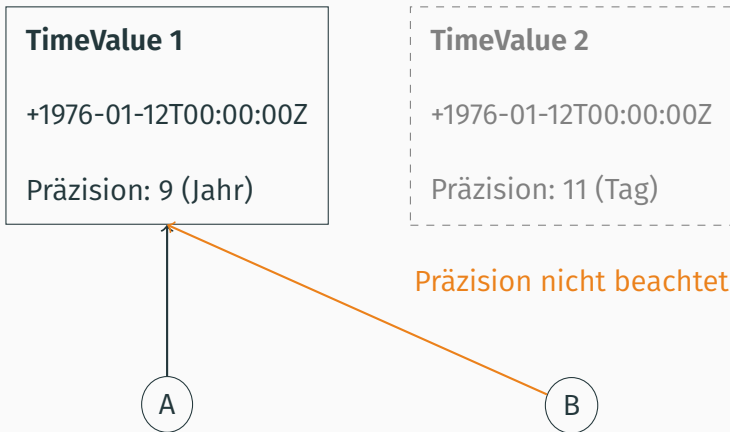 TimeValue 1
+1976-01-12T00:00:00Z
Präzision: 9 (Jahr)
TimeValue 2
+1976-01-12T00:00:00Z
Präzision: 11 (Tag)
Präzision nicht beachtet
A
B